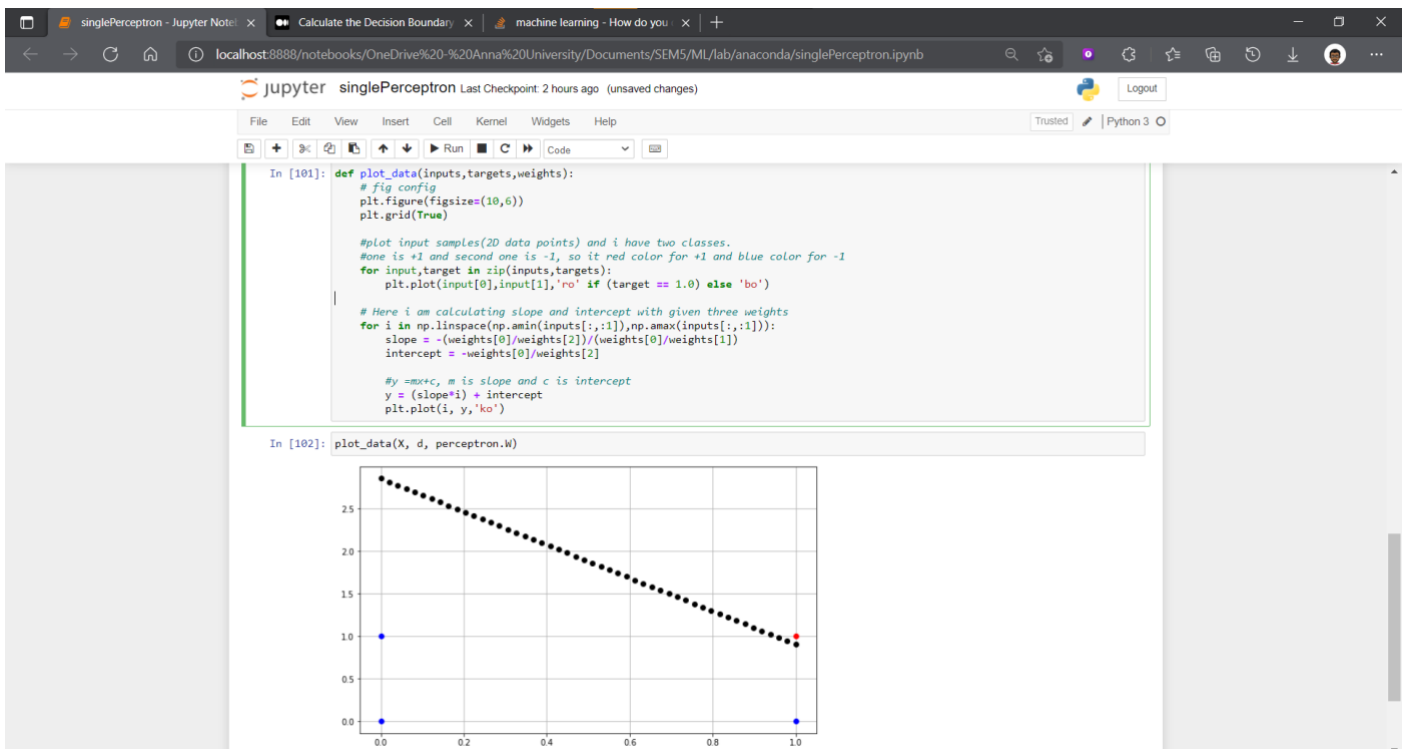 singlePerceptron - Jupyter Note
Calculate the Decision Boundary
machine learning - How do you
localhost:8888/notebooks/OneDrive%20-%20Anna%20University/Documents/SEM5/ML/lab/anaconda/singlePerceptron.ipynb
jupyter singlePerceptron Last Checkpoint: 2 hours ago (unsaved changes)
Logout
File Edit View Insert Cell Kernel Widgets Help
Trusted Python 3
Run Code
In [101]: def plot_data(inputs,targets,weights):
# fig config
plt.figure(figsize=(10,6))
plt.grid(True)
#plot input samples(2D data points) and i have two classes.
#one is +1 and second one is -1, so it red color for +1 and blue color for -1
for input,target in zip(inputs,targets):
plt.plot(input[0],input[1],'ro' if (target == 1.0) else 'bo')
# Here i am calculating slope and intercept with given three weights
for i in np.linspace(np.amin(inputs[:,:1]),np.amax(inputs[:,:1])):
slope = -(weights[0]/weights[2])/(weights[0]/weights[1])
intercept = -weights[0]/weights[2]
#y =mx+c, m is slope and c is intercept
y = (slope*i) + intercept
plt.plot(i, y,'ko')
In [102]: plot_data(X, d, perceptron.W)
2.5
2.0
1.5
1.0
0.5
0.0
0.0 0.2 0.4 0.6 0.8 1.0